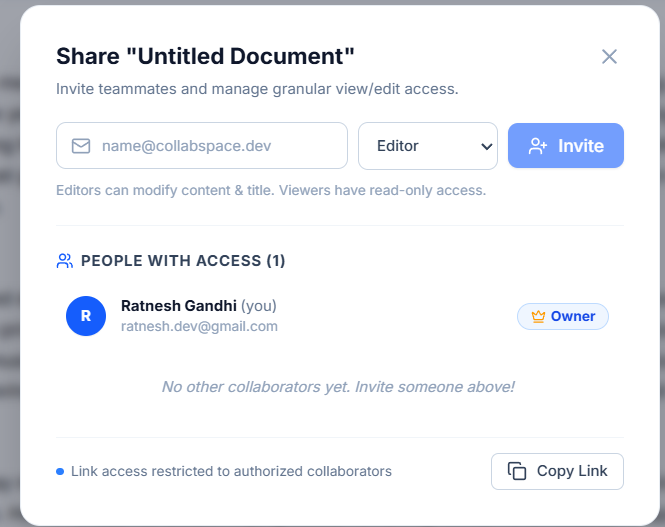 Share "Untitled Document"
Invite teammates and manage granular view/edit access.
name@collabspace.dev
Editor
Invite
Editors can modify content & title. Viewers have read-only access.
PEOPLE WITH ACCESS (1)
R
Ratnesh Gandhi (you)
ratnesh.dev@gmail.com
Owner
No other collaborators yet. Invite someone above!
Link access restricted to authorized collaborators
Copy Link